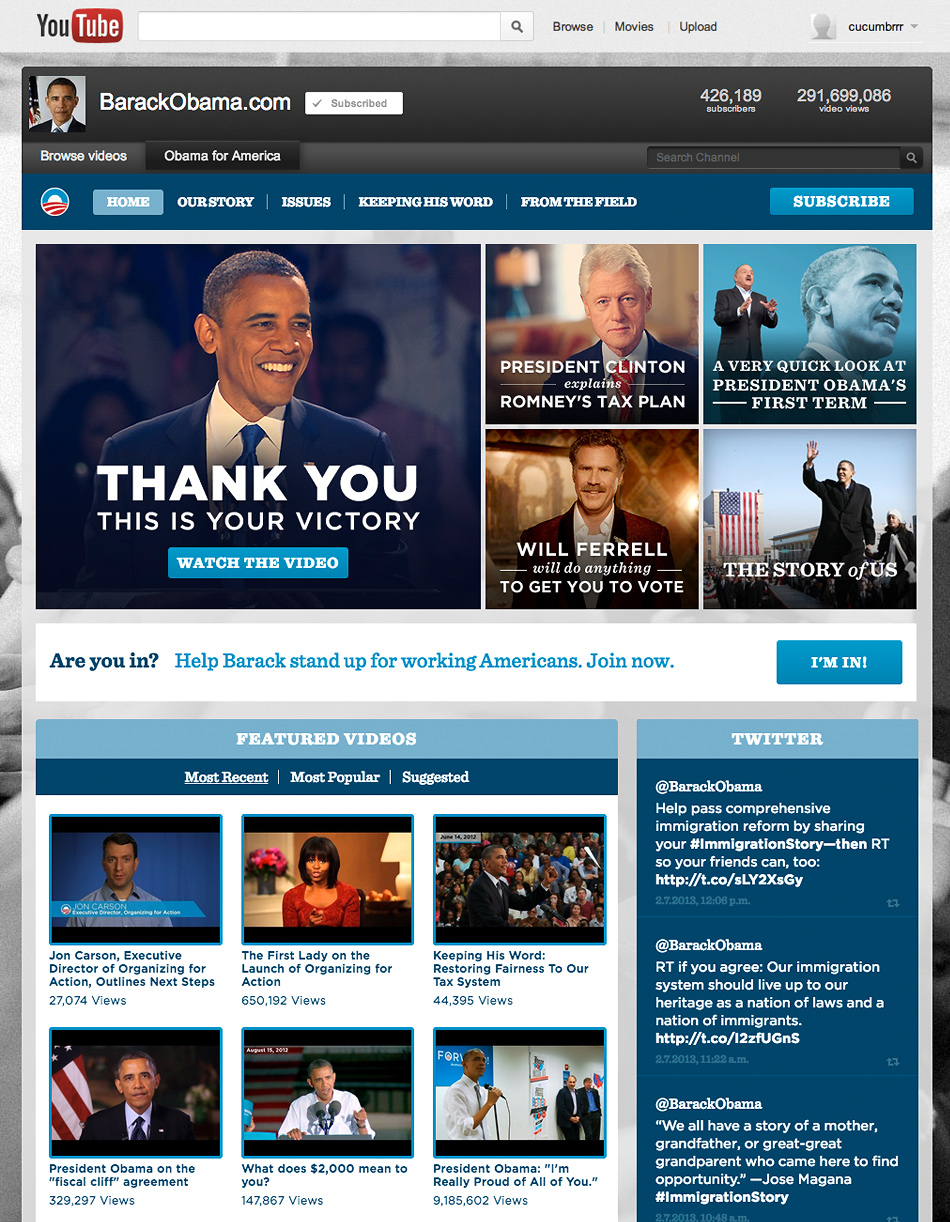 YouTube
Browse
Movies
Upload
cucumbrrr
BarackObama.com
Subscribed
426,189
subscribers
291,699,086
video views
Browse videos
Obama for America
Search Channel
HOME
OUR STORY
ISSUES
KEEPING HIS WORD
FROM THE FIELD
SUBSCRIBE
THANK YOU
THIS IS YOUR VICTORY
WATCH THE VIDEO
PRESIDENT CLINTON
explains
ROMNEY'S TAX PLAN
A VERY QUICK LOOK AT
PRESIDENT OBAMA'S
FIRST TERM
WILL FERRELL
will do anything
TO GET YOU TO VOTE
THE STORY of US
Are you in? Help Barack stand up for working Americans. Join now.
I'M IN!
FEATURED VIDEOS
Most Recent
Most Popular
Suggested
JON CARSON
Executive Director, Organizing for Action
June 14, 2012
Jon Carson, Executive
Director of Organizing for
Action, Outlines Next Steps
27,074 Views
The First Lady on the
Launch of Organizing for
Action
650,192 Views
Keeping His Word:
Restoring Fairness To Our
Tax System
44,395 Views
August 15, 2012
President Obama on the
"fiscal cliff" agreement
329,297 Views
What does $2,000 mean to
you?
147,867 Views
President Obama: "I'm
Really Proud of All of You."
9,185,602 Views
TWITTER
@BarackObama
Help pass comprehensive
immigration reform by sharing
your #ImmigrationStory—then RT
so your friends can, too:
http://t.co/sLY2XsGy
2.7.2013, 12:06 p.m.
@BarackObama
RT if you agree: Our immigration
system should live up to our
heritage as a nation of laws and a
nation of immigrants.
http://t.co/I2zfUGnS
2.7.2013, 11:22 a.m.
@BarackObama
“We all have a story of a mother,
grandfather, or great-great
grandparent who came here to find
opportunity.” —Jose Magana
#ImmigrationStory
2.7.2013, 10:48 a.m.